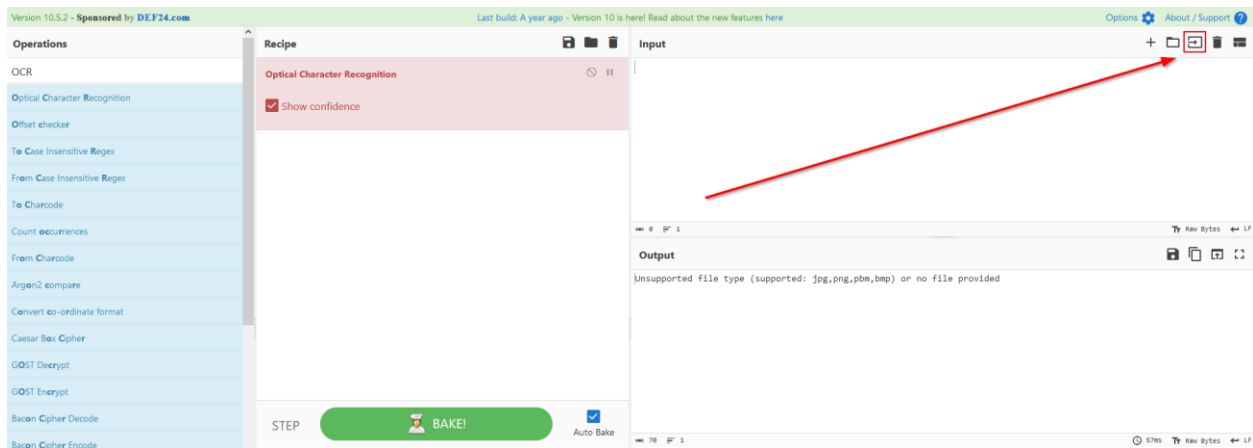 Version 10.5.2 - Sponsored by DEF24.com
Last build: A year ago - Version 10 is here! Read about the new features here
Options
About / Support
Operations
Recipe
Input
OCR
Optical Character Recognition
Offset checker
To Case Insensitive Regex
From Case Insensitive Regex
To Charcode
Count occurrences
From Charcode
Argon2 compare
Convert co-ordinate format
Caesar Box Cipher
GOST Decrypt
GOST Encrypt
Bacon Cipher Decode
Bacon Cipher Encode
Optical Character Recognition
Show confidence
STEP
BAKE!
Auto Bake
0 1
Tr Raw Bytes LF
Output
Unsupported file type (supported: jpg,png,pbm,bmp) or no file provided
70 1
57ms Tr Raw Bytes LF